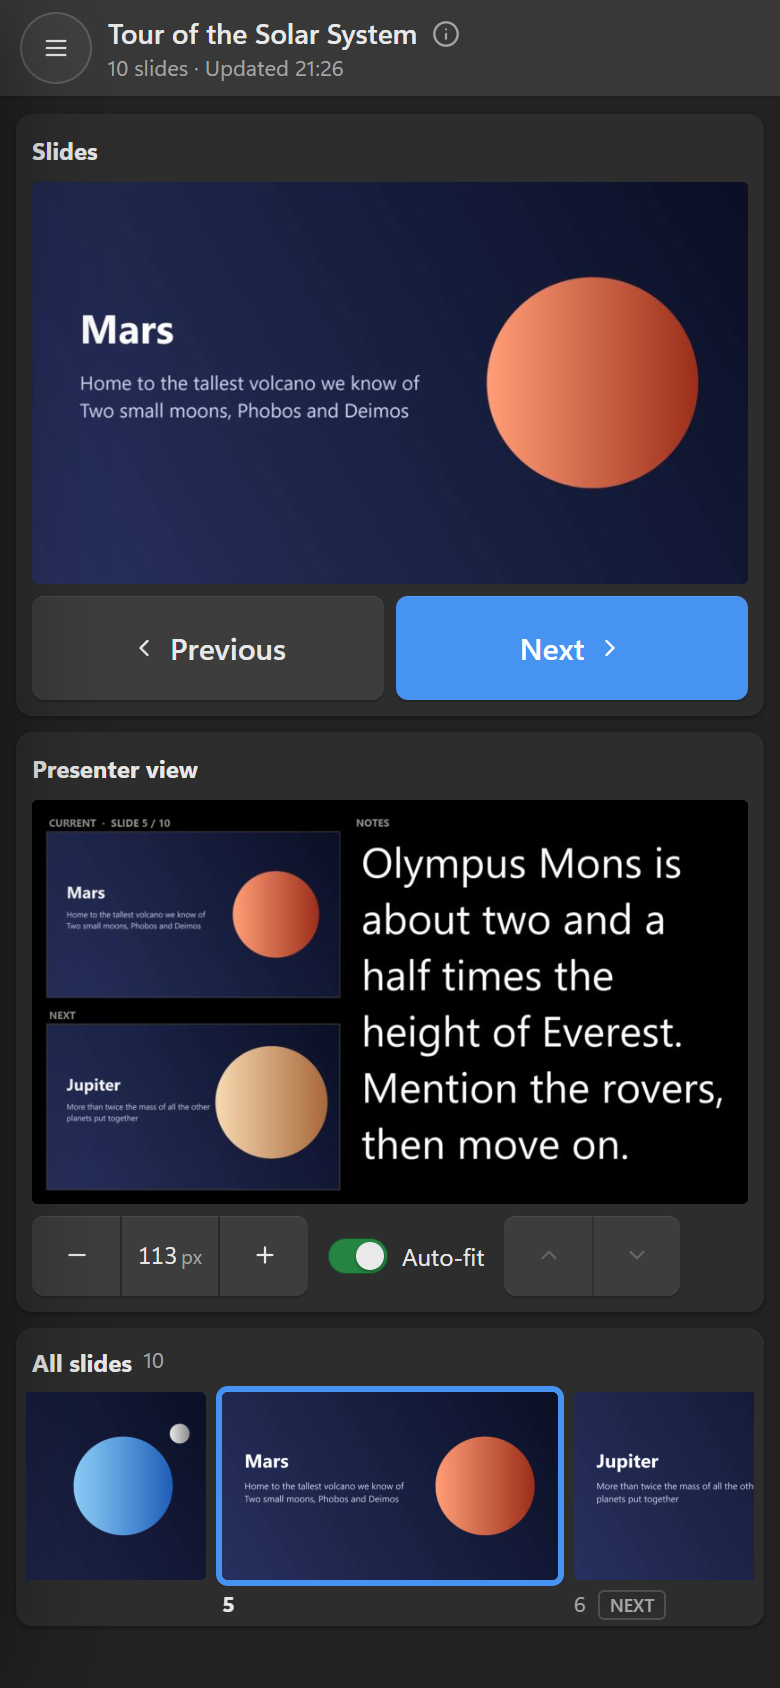 Tour of the Solar System
10 slides · Updated 21:26
Slides
Mars
Home to the tallest volcano we know of
Two small moons, Phobos and Deimos
Previous
Next
Presenter view
CURRENT · SLIDE 5 / 10
Mars
Home to the tallest volcano we know of
Two small moons, Phobos and Deimos
NEXT
Jupiter
More than twice the mass of all the other
planets put together
NOTES
Olympus Mons is
about two and a
half times the
height of Everest.
Mention the rovers,
then move on.
113 px
Auto-fit
All slides 10
Mars
Home to the tallest volcano we know of
Two small moons, Phobos and Deimos
5
Jupiter
More than twice the mass of all the oth
planets put together
6 NEXT